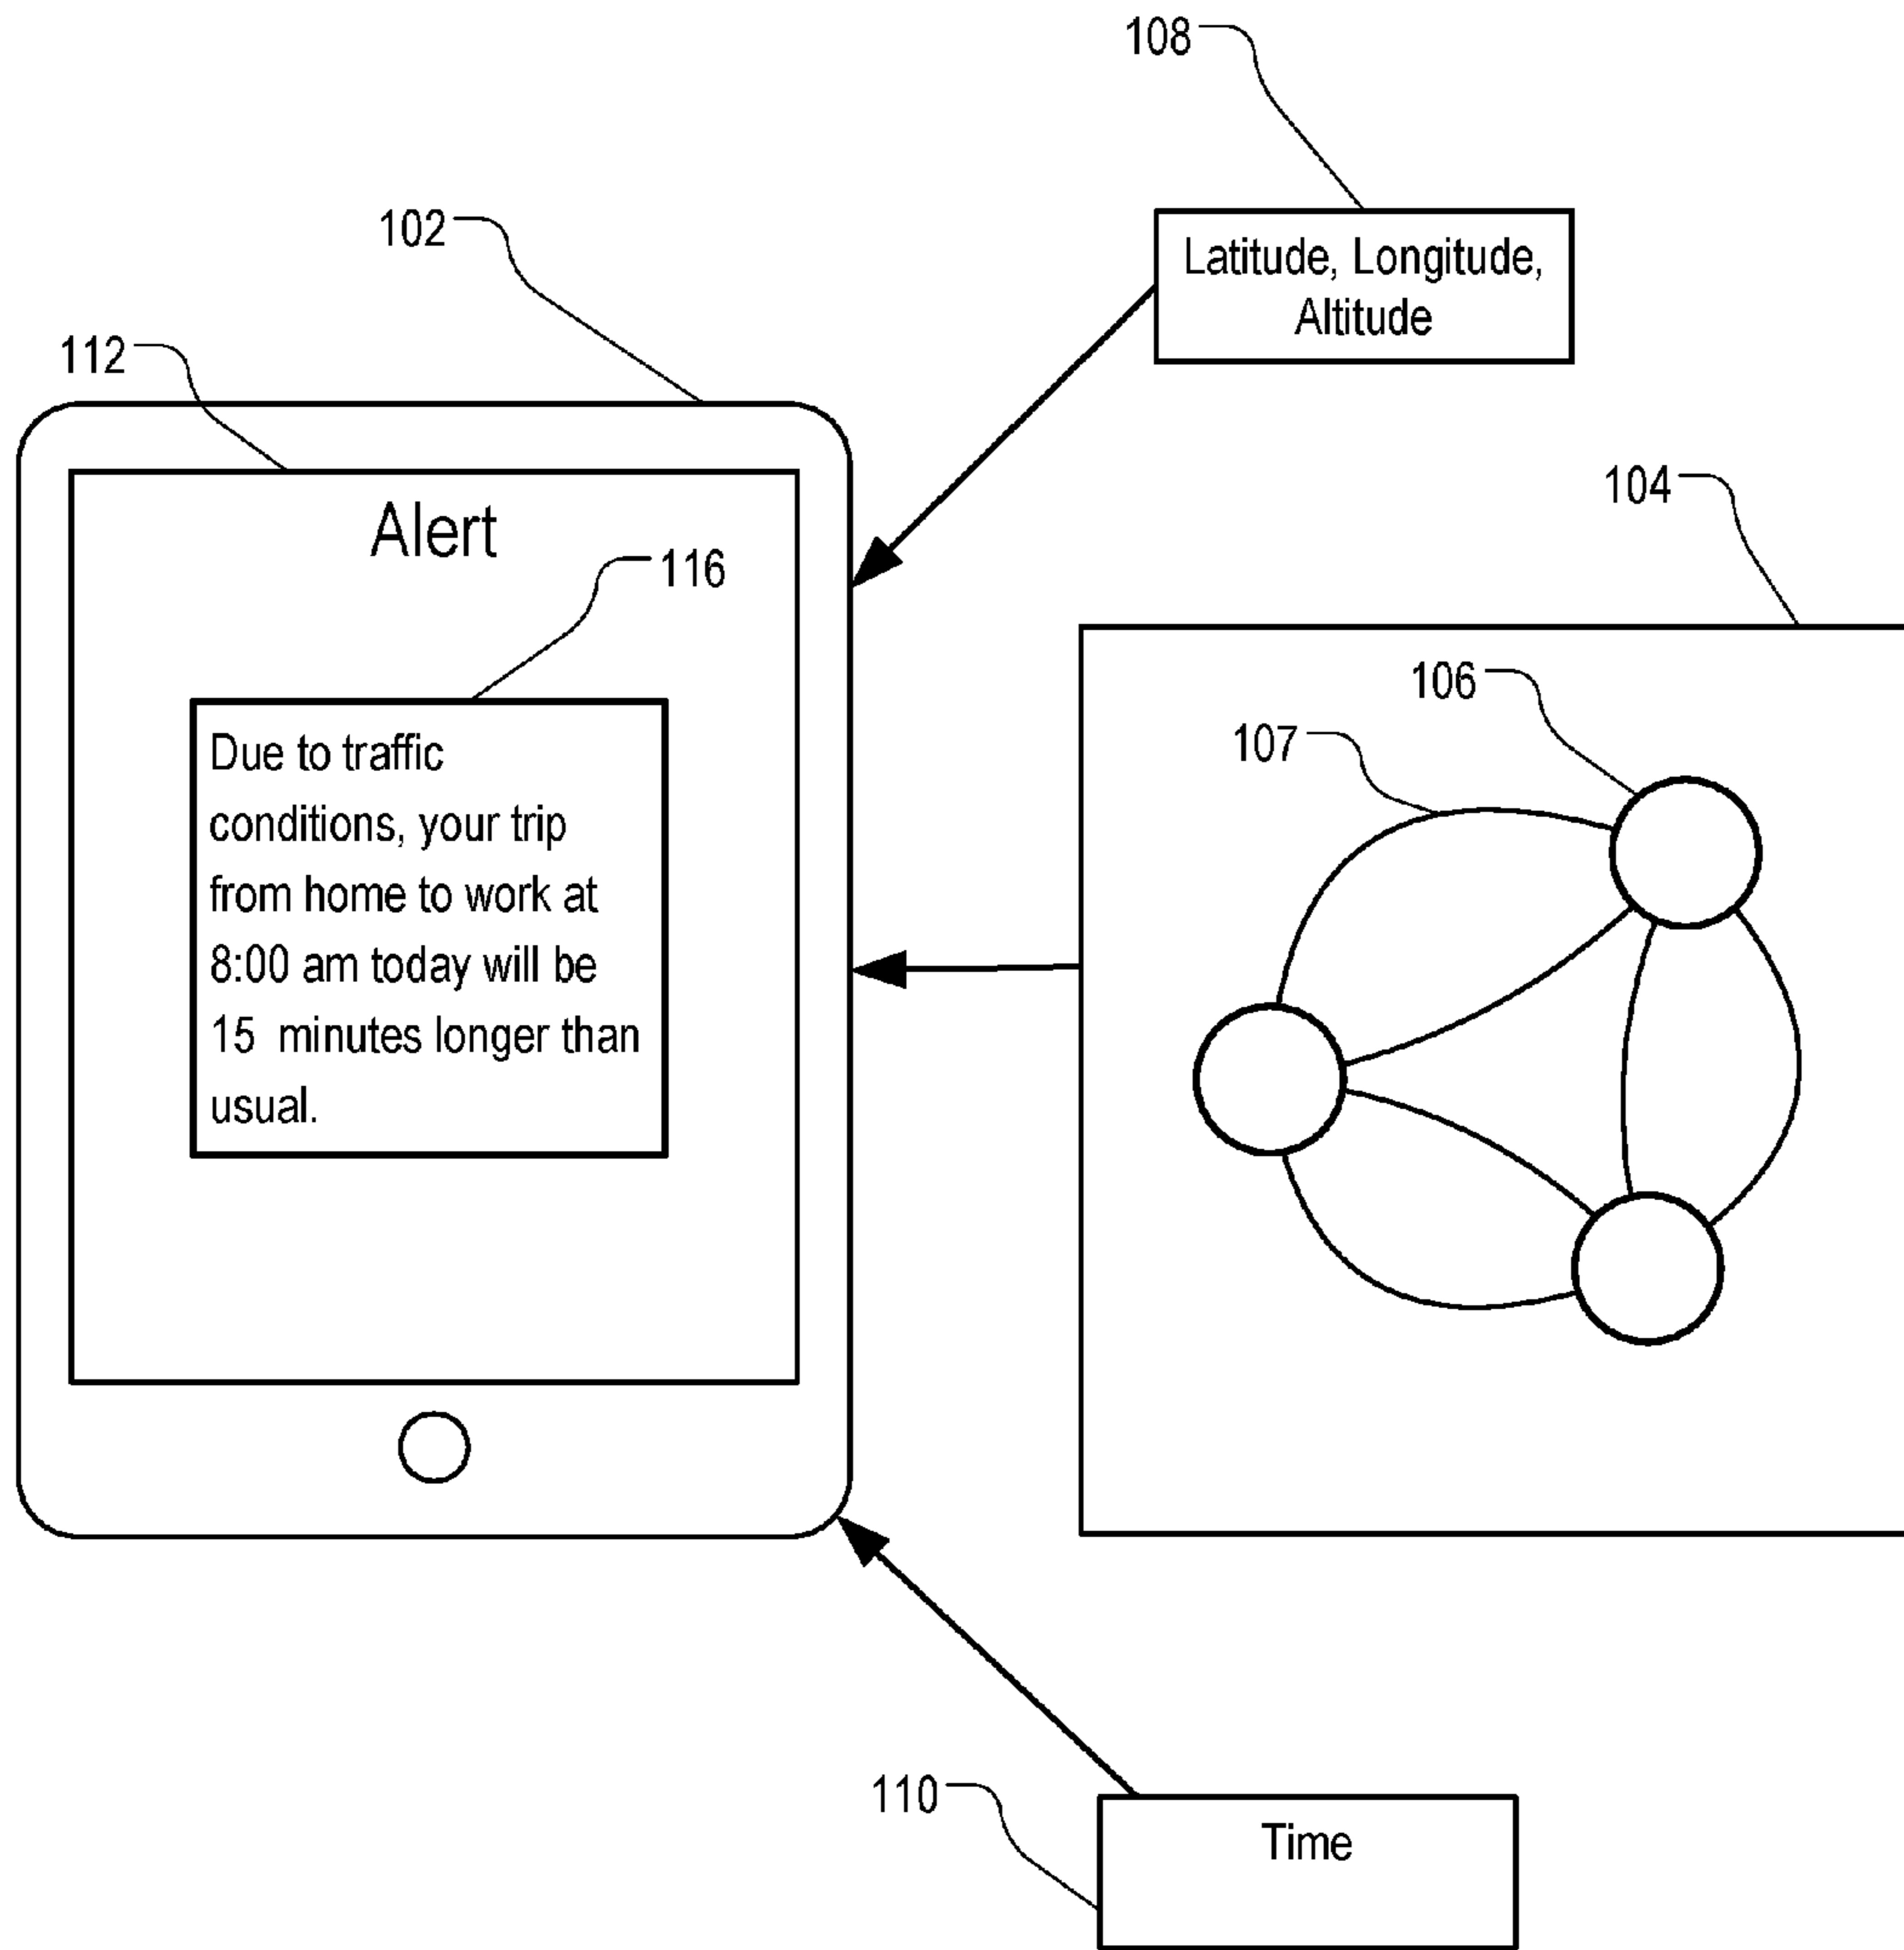 108
102
Latitude, Longitude,
Altitude
112
104
Alert
116
106
107
Due to traffic
conditions, your trip
from home to work at
8:00 am today will be
15 minutes longer than
usual.
110
Time